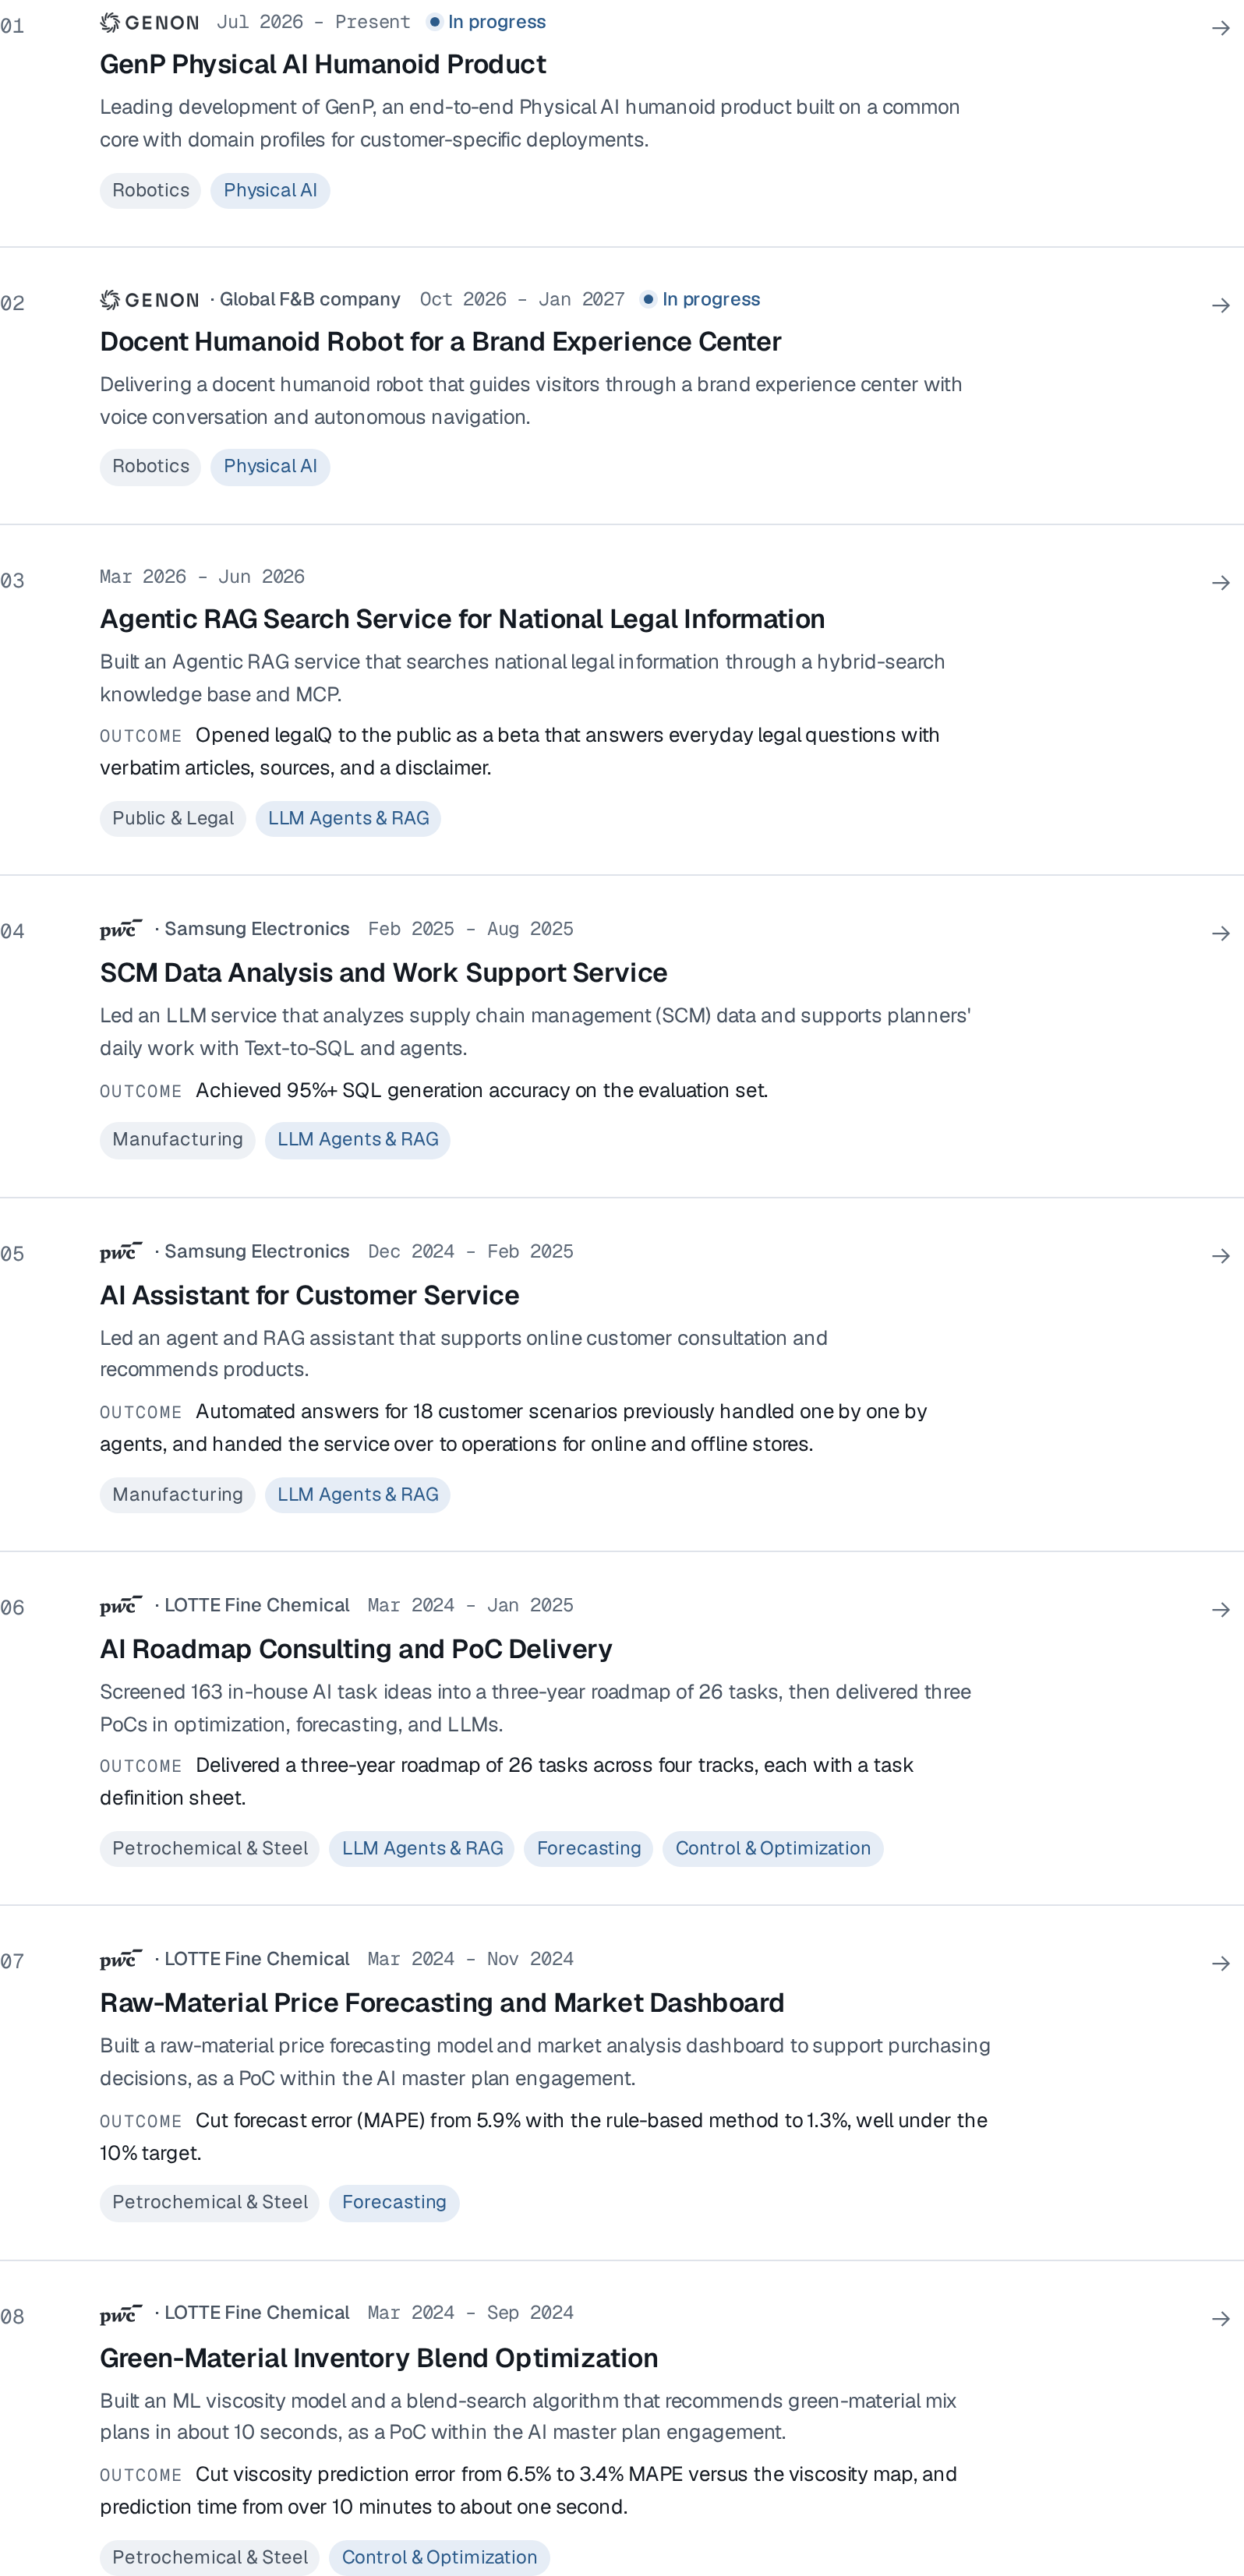 01
GENON Jul 2026 – Present In progress
GenP Physical AI Humanoid Product
Leading development of GenP, an end-to-end Physical AI humanoid product built on a common
core with domain profiles for customer-specific deployments.
Robotics Physical AI
02
GENON · Global F&B company Oct 2026 – Jan 2027 In progress
Docent Humanoid Robot for a Brand Experience Center
Delivering a docent humanoid robot that guides visitors through a brand experience center with
voice conversation and autonomous navigation.
Robotics Physical AI
03
Mar 2026 – Jun 2026
Agentic RAG Search Service for National Legal Information
Built an Agentic RAG service that searches national legal information through a hybrid-search
knowledge base and MCP.
OUTCOME Opened legalQ to the public as a beta that answers everyday legal questions with
verbatim articles, sources, and a disclaimer.
Public & Legal LLM Agents & RAG
04
pwc · Samsung Electronics Feb 2025 – Aug 2025
SCM Data Analysis and Work Support Service
Led an LLM service that analyzes supply chain management (SCM) data and supports planners'
daily work with Text-to-SQL and agents.
OUTCOME Achieved 95%+ SQL generation accuracy on the evaluation set.
Manufacturing LLM Agents & RAG
05
pwc · Samsung Electronics Dec 2024 – Feb 2025
AI Assistant for Customer Service
Led an agent and RAG assistant that supports online customer consultation and
recommends products.
OUTCOME Automated answers for 18 customer scenarios previously handled one by one by
agents, and handed the service over to operations for online and offline stores.
Manufacturing LLM Agents & RAG
06
pwc · LOTTE Fine Chemical Mar 2024 – Jan 2025
AI Roadmap Consulting and PoC Delivery
Screened 163 in-house AI task ideas into a three-year roadmap of 26 tasks, then delivered three
PoCs in optimization, forecasting, and LLMs.
OUTCOME Delivered a three-year roadmap of 26 tasks across four tracks, each with a task
definition sheet.
Petrochemical & Steel LLM Agents & RAG Forecasting Control & Optimization
07
pwc · LOTTE Fine Chemical Mar 2024 – Nov 2024
Raw-Material Price Forecasting and Market Dashboard
Built a raw-material price forecasting model and market analysis dashboard to support purchasing
decisions, as a PoC within the AI master plan engagement.
OUTCOME Cut forecast error (MAPE) from 5.9% with the rule-based method to 1.3%, well under the
10% target.
Petrochemical & Steel Forecasting
08
pwc · LOTTE Fine Chemical Mar 2024 – Sep 2024
Green-Material Inventory Blend Optimization
Built an ML viscosity model and a blend-search algorithm that recommends green-material mix
plans in about 10 seconds, as a PoC within the AI master plan engagement.
OUTCOME Cut viscosity prediction error from 6.5% to 3.4% MAPE versus the viscosity map, and
prediction time from over 10 minutes to about one second.
Petrochemical & Steel Control & Optimization